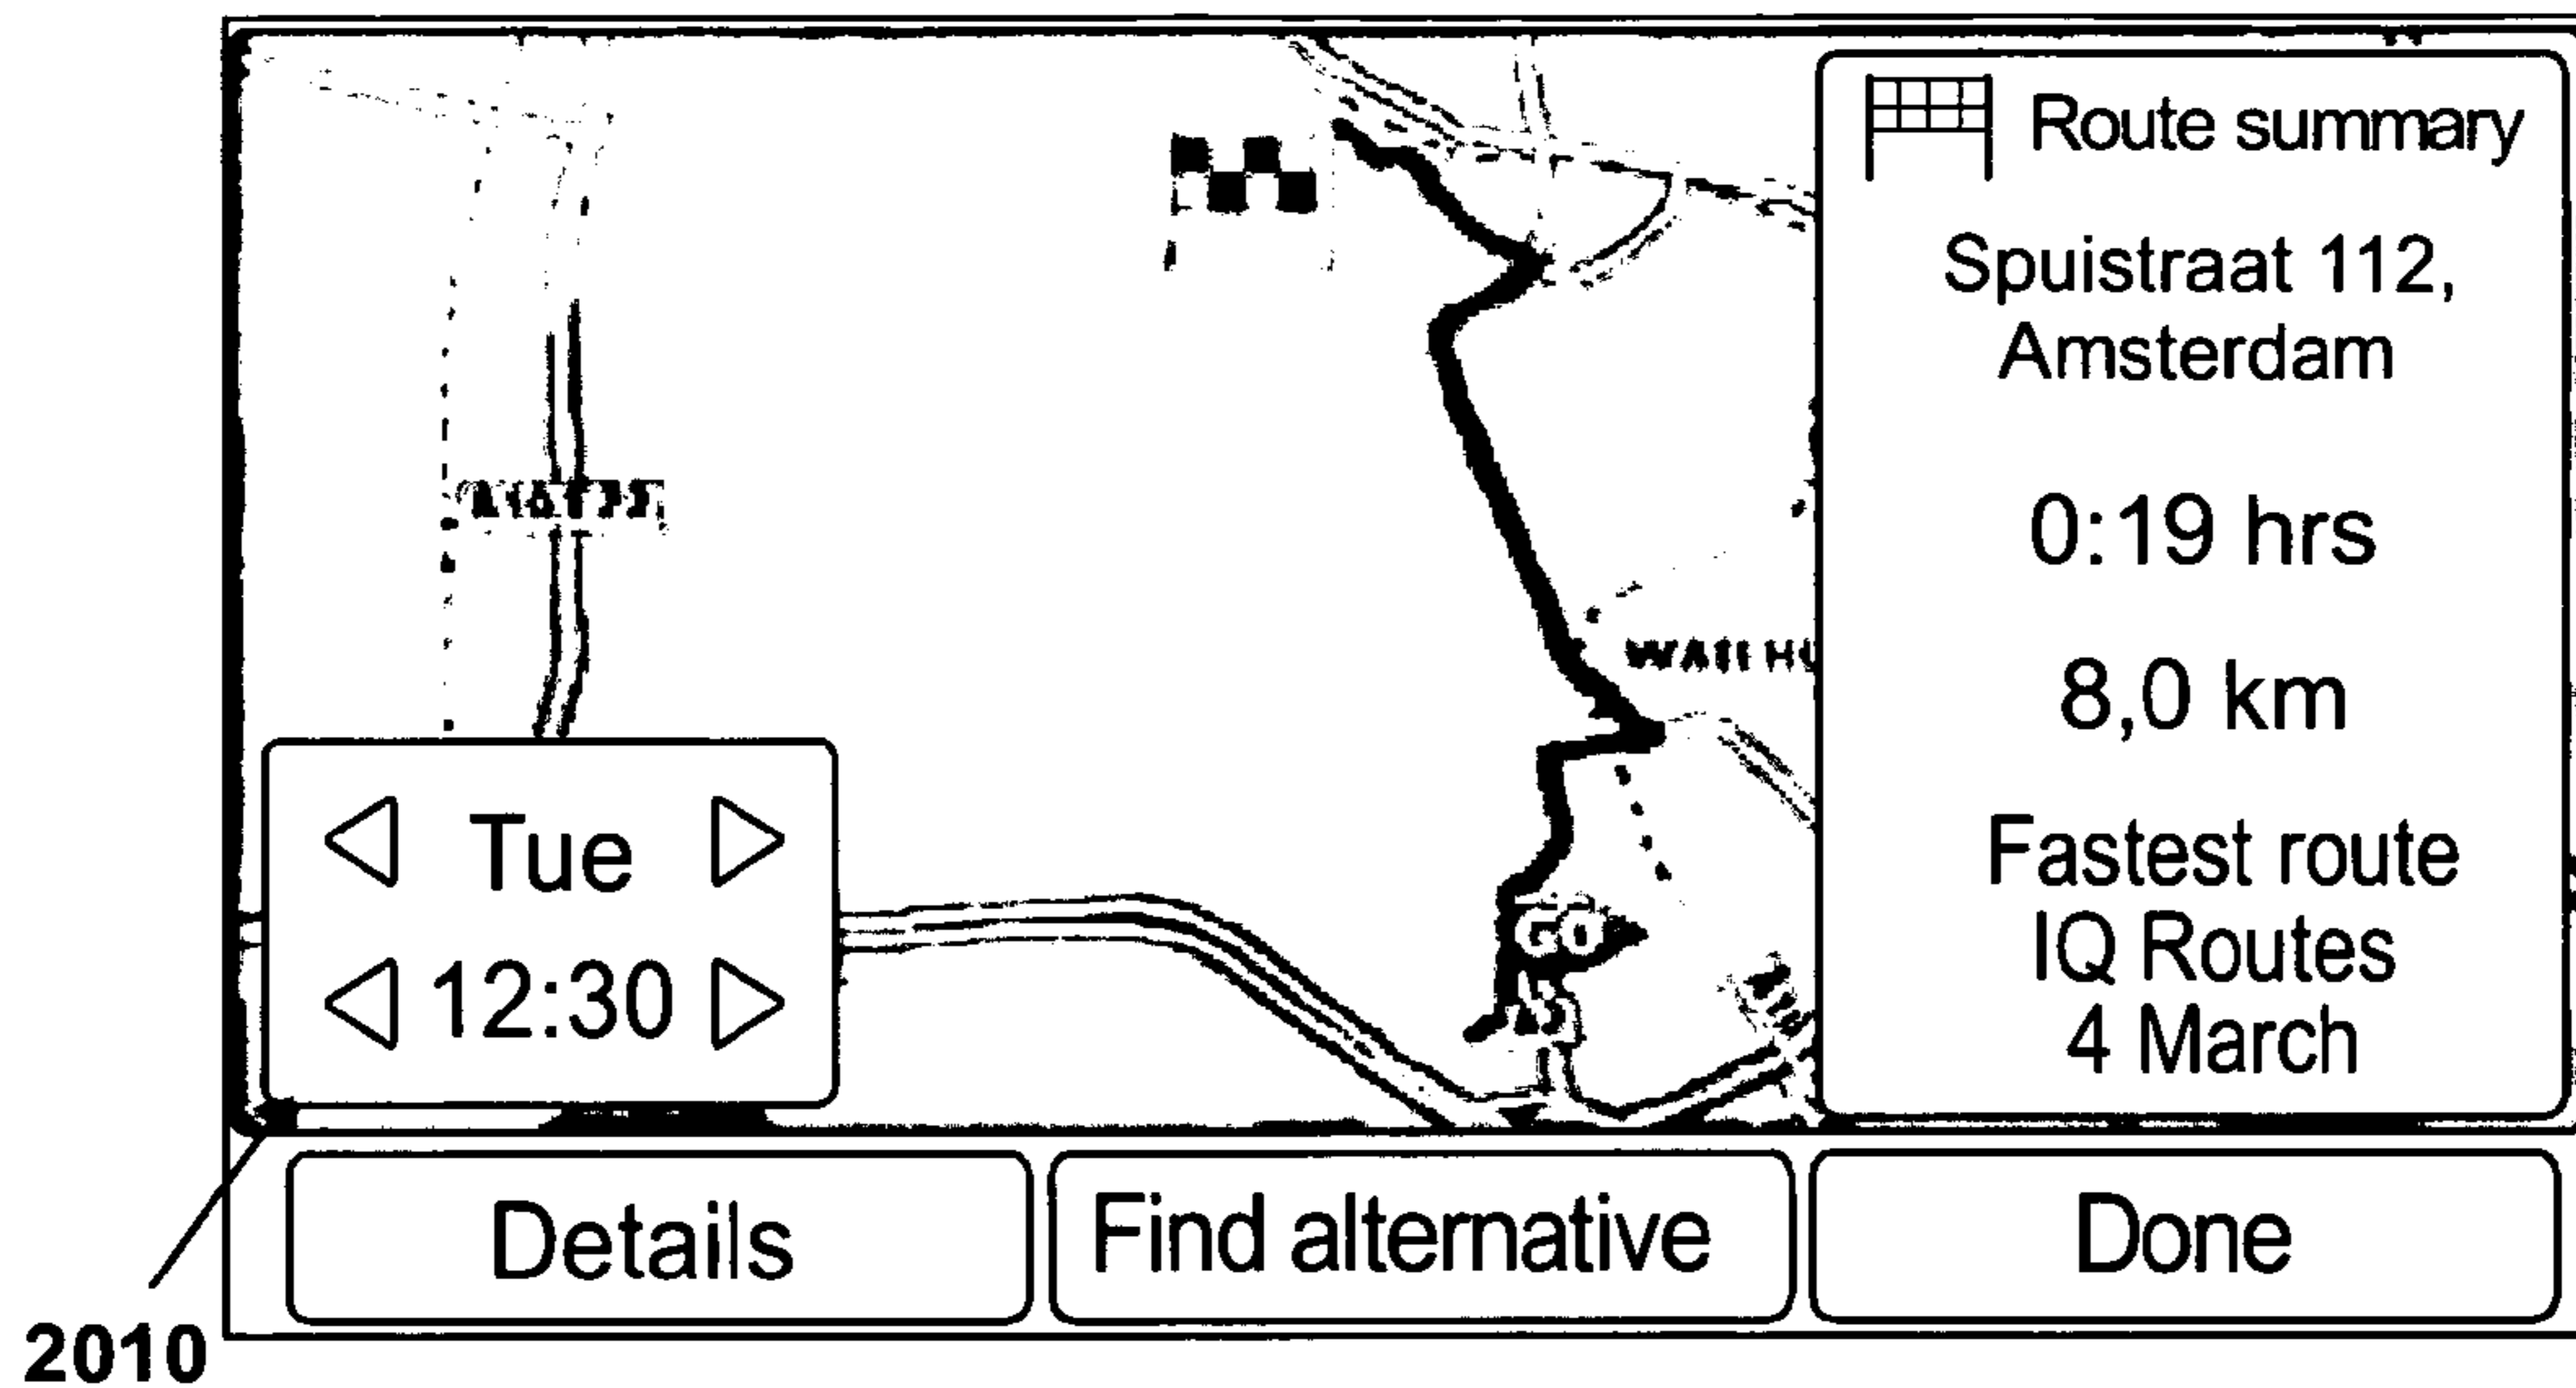 Route summary
Spuistraat 112,
Amsterdam
0:19 hrs
8,0 km
Fastest route
IQ Routes
4 March
Tue
12:30
GO
Details
Find alternative
Done
2010